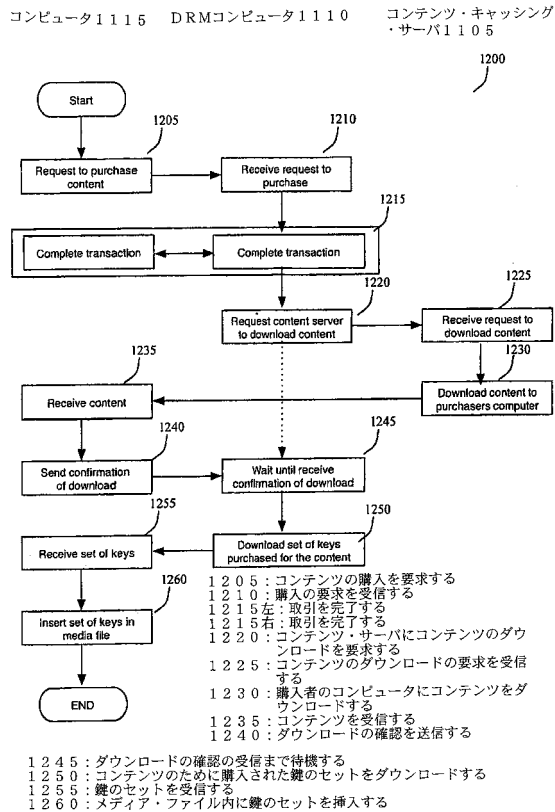 コンピュータ１１１５　ＤＲＭコンピュータ１１１０　コンテンツ・キャッシング
・サーバ１１０５
1200
Start
1205
1210
Request to purchase
content
Receive request to
purchase
1215
Complete transaction
Complete transaction
1220
1225
Request content server
to download content
Receive request to
download content
1235
1230
Receive content
Download content to
purchasers computer
1240
1245
Send confirmation
of download
Wait until receive
confirmation of download
1255
1250
Receive set of keys
Download set of keys
purchased for the content
1260
Insert set of keys in
media file
END
１２０５：コンテンツの購入を要求する
１２１０：購入の要求を受信する
１２１５左：取引を完了する
１２１５右：取引を完了する
１２２０：コンテンツ・サーバにコンテンツのダウ
ンロードを要求する
１２２５：コンテンツのダウンロードの要求を受信
する
１２３０：購入者のコンピュータにコンテンツをダ
ウンロードする
１２３５：コンテンツを受信する
１２４０：ダウンロードの確認を送信する
１２４５：ダウンロードの確認の受信まで待機する
１２５０：コンテンツのために購入された鍵のセットをダウンロードする
１２５５：鍵のセットを受信する
１２６０：メディア・ファイル内に鍵のセットを挿入する